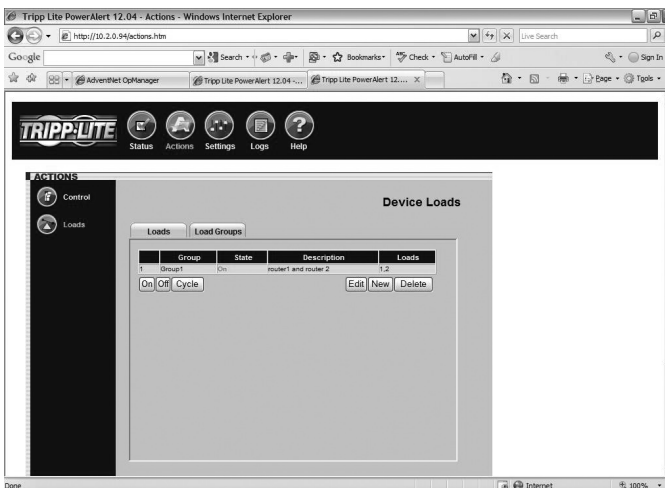 Tripp Lite PowerAlert 12.04 - Actions - Windows Internet Explorer
http://10.2.0.94/actions.htm
Live Search
Google
Search
Bookmarks
Check
AutoFill
Sign In
AdventNet OpManager
Tripp Lite PowerAlert 12.04 -...
Tripp Lite PowerAlert 12....
Page
Tools
TRIPP·LITE
Status
Actions
Settings
Logs
Help
ACTIONS
Control
Loads
Device Loads
Loads
Load Groups
Group State Description Loads
1 Group1 On router1 and router 2 1,2
On Off Cycle Edit New Delete
Done
Internet
100%